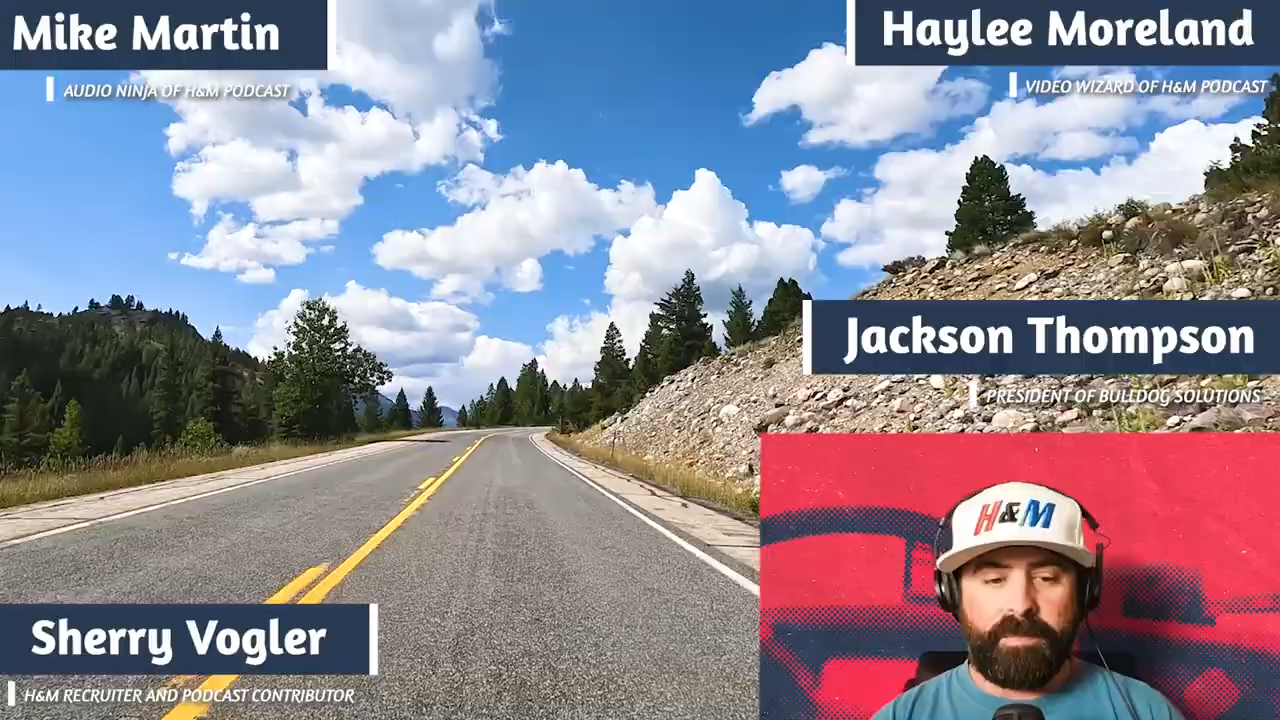 Mike Martin
AUDIO NINJA OF H&M PODCAST
Haylee Moreland
VIDEO WIZARD OF H&M PODCAST
Jackson Thompson
PRESIDENT OF BULLDOG SOLUTIONS
H&M
Sherry Vogler
H&M RECRUITER AND PODCAST CONTRIBUTOR